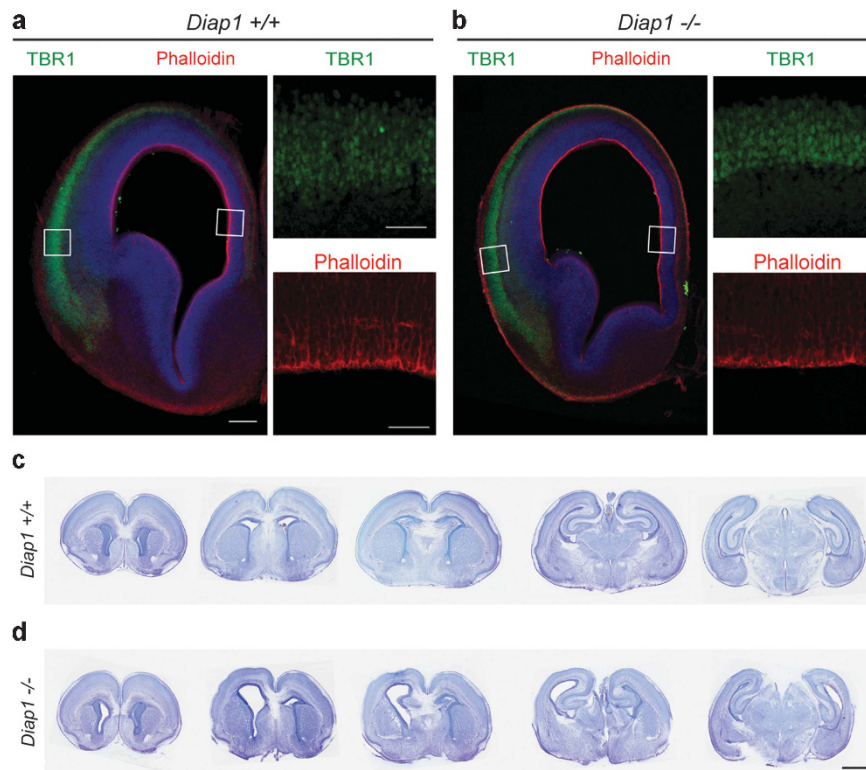 a Diap1 +/+
TBR1 Phalloidin TBR1
Phalloidin
b Diap1 -/-
TBR1 Phalloidin TBR1
Phalloidin
c Diap1 +/+
d Diap1 -/-